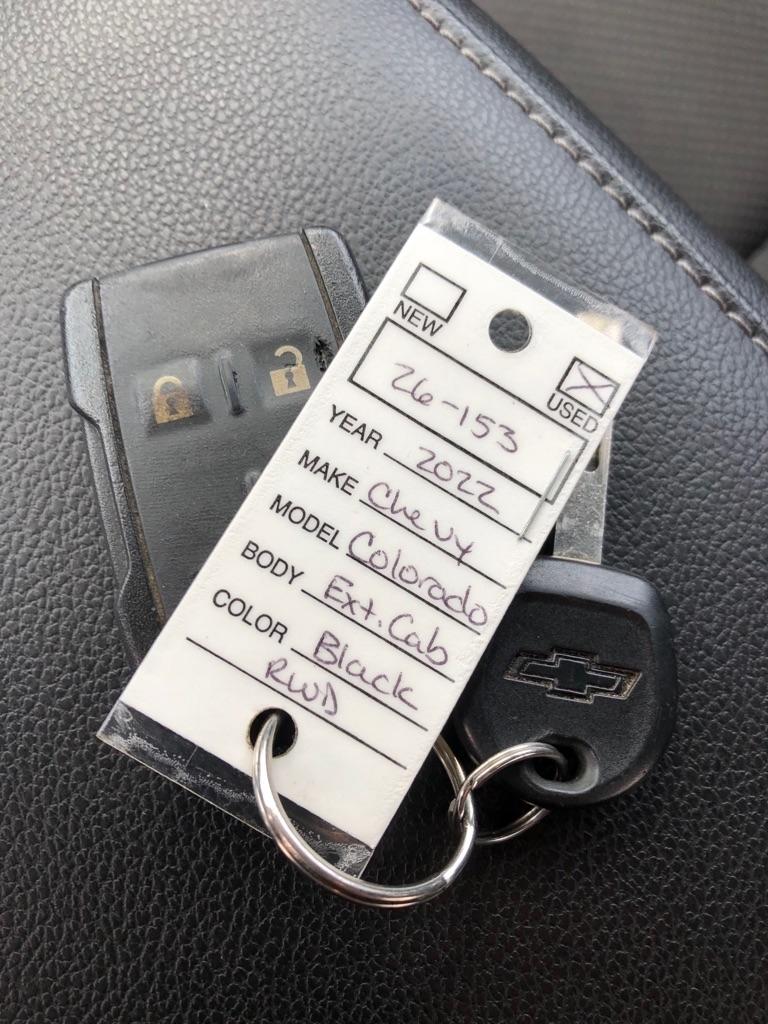 NEW
USED
26-153
YEAR 2022
MAKE Chevy
MODEL Colorado
BODY Ext. Cab
COLOR Black
RWD